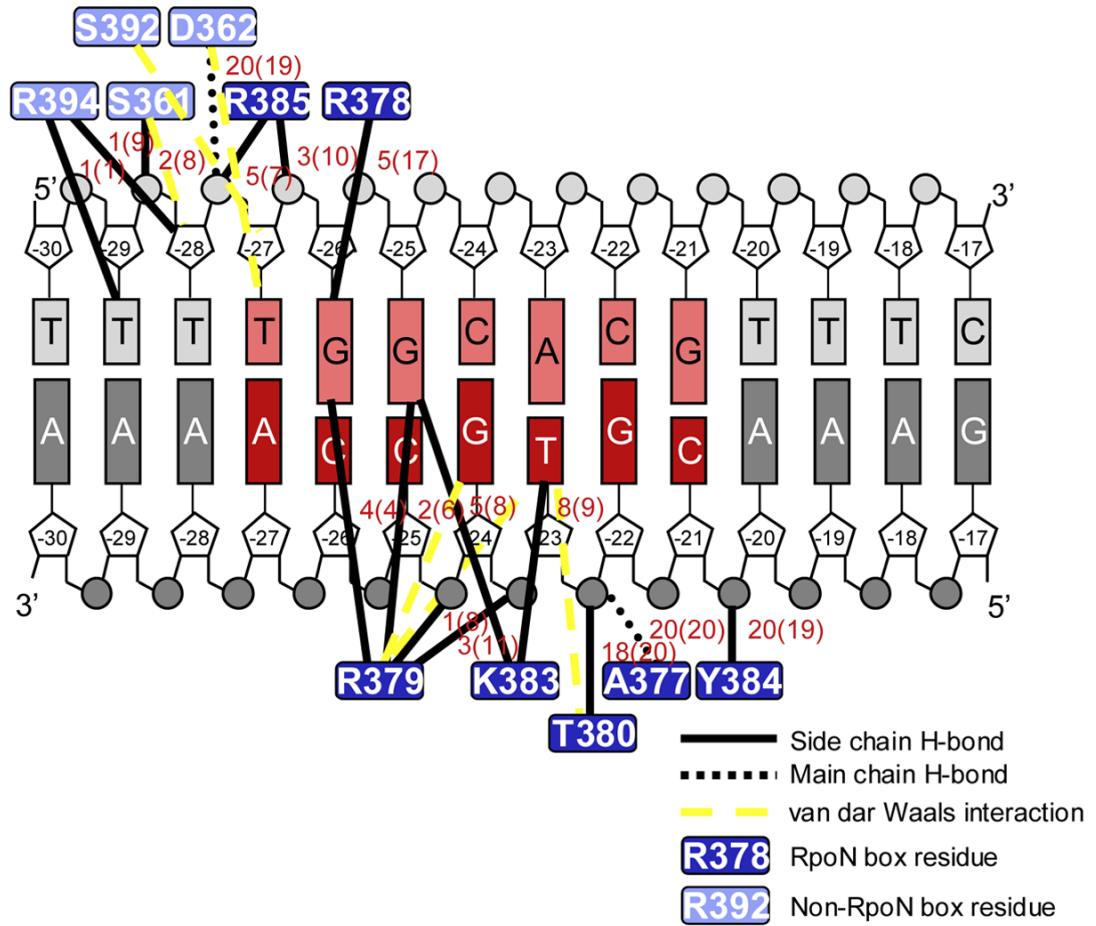 S392 D362
20(19)
R394 S361 R385 R378
1(9)
1(1) 2(8) 5(7) 3(10) 5(17)
5’ 3’
-30 -29 -28 -27 -26 -25 -24 -23 -22 -21 -20 -19 -18 -17
T T T T G G C A C G T T T C
A A A A C C G T G C A A A G
4(4) 2(6) 5(8) 8(9)
-30 -29 -28 -27 -26 -25 -24 -23 -22 -21 -20 -19 -18 -17
3’ 5’
1(8) 20(20) 20(19)
3(11) 18(20)
R379 K383 A377 Y384
T380
Side chain H-bond
Main chain H-bond
van dar Waals interaction
R378 RpoN box residue
R392 Non-RpoN box residue